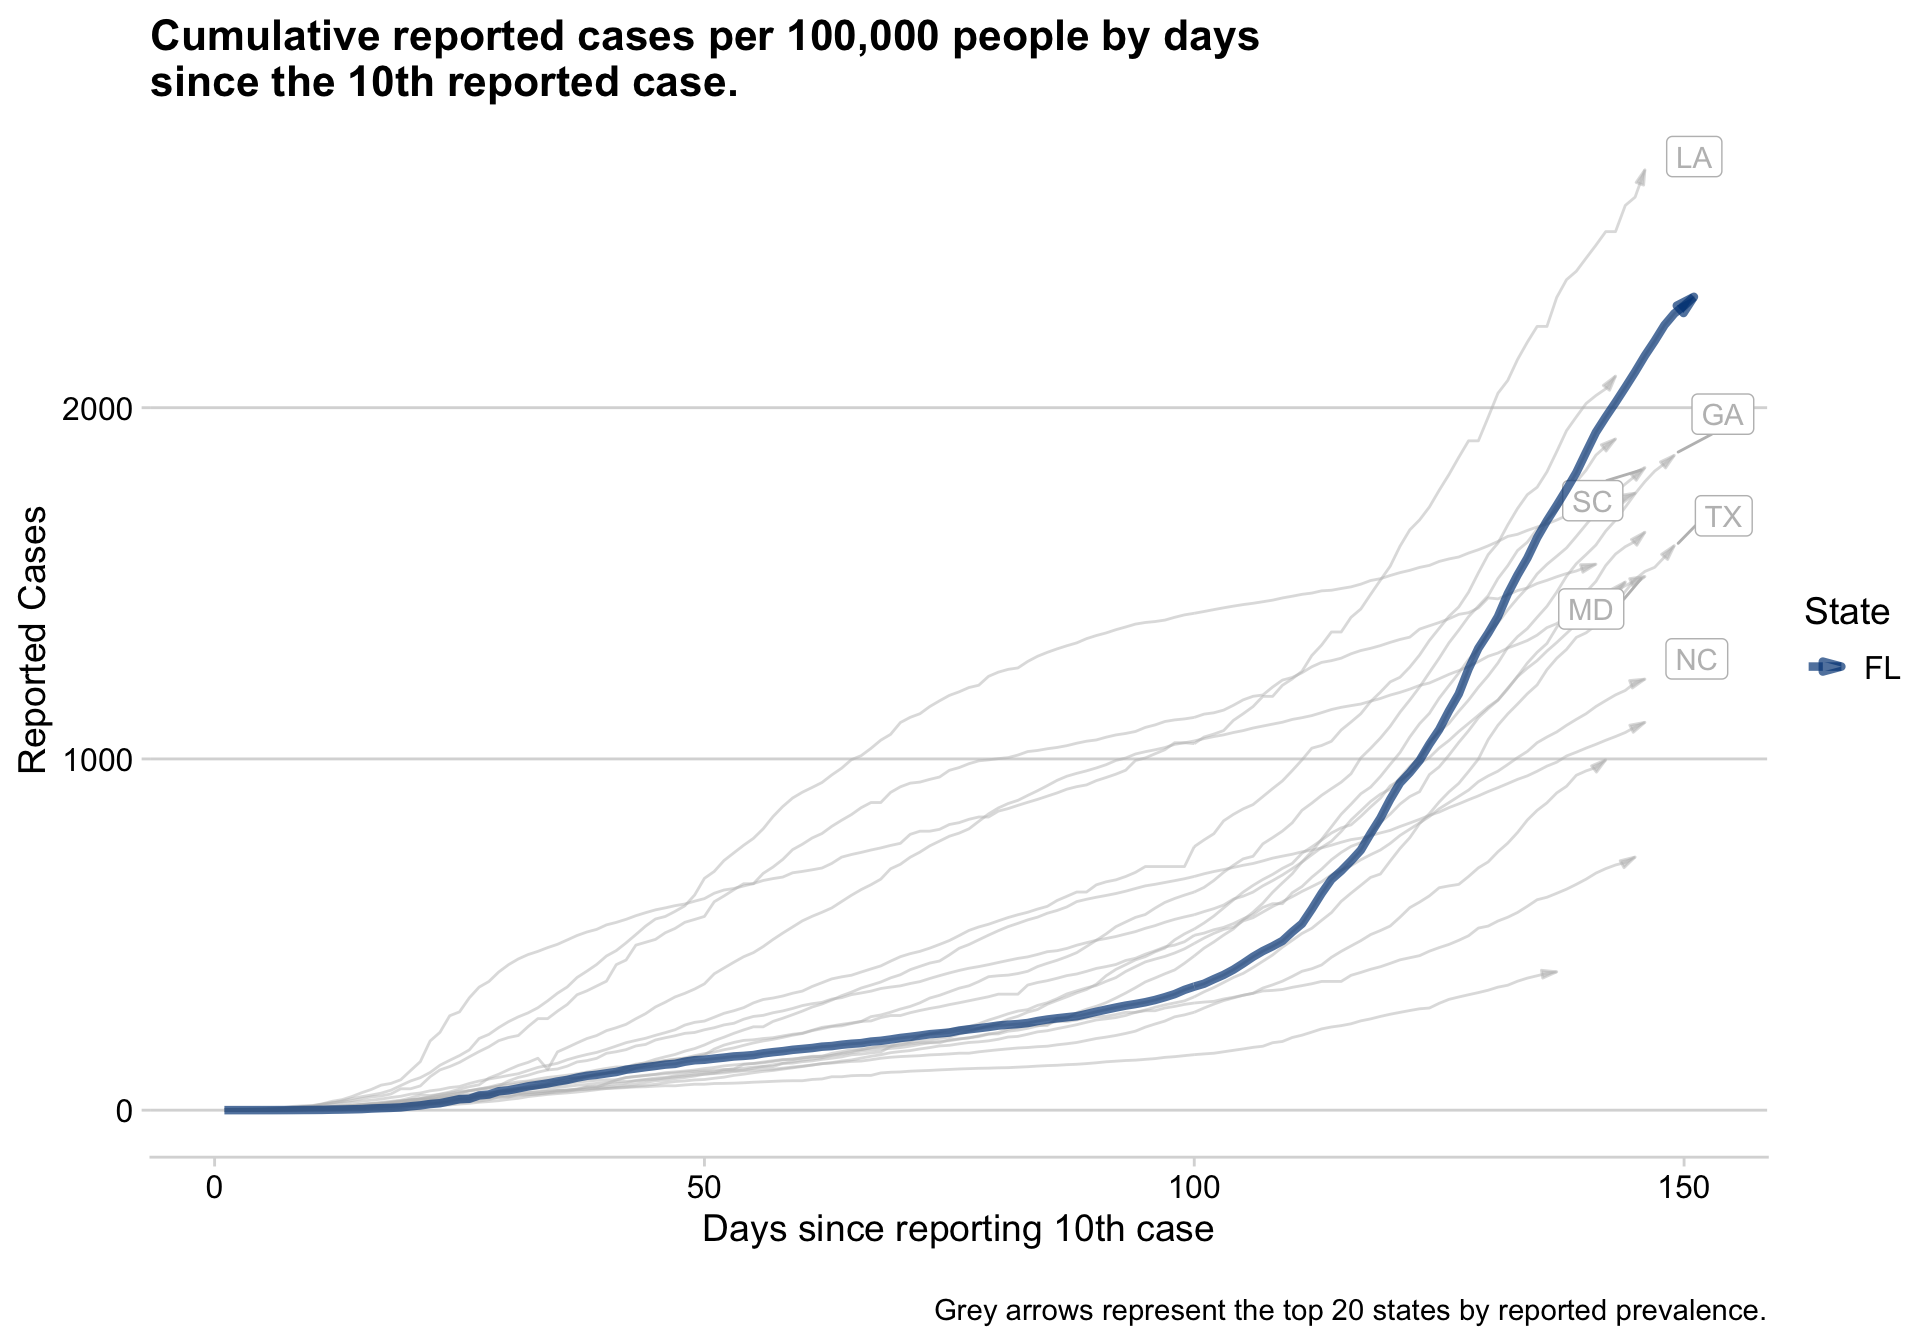 Cumulative reported cases per 100,000 people by days
since the 10th reported case.
LA
GA
SC
TX
MD
NC
2000
1000
0
Reported Cases
0 50 100 150
Days since reporting 10th case
State
FL
Grey arrows represent the top 20 states by reported prevalence.